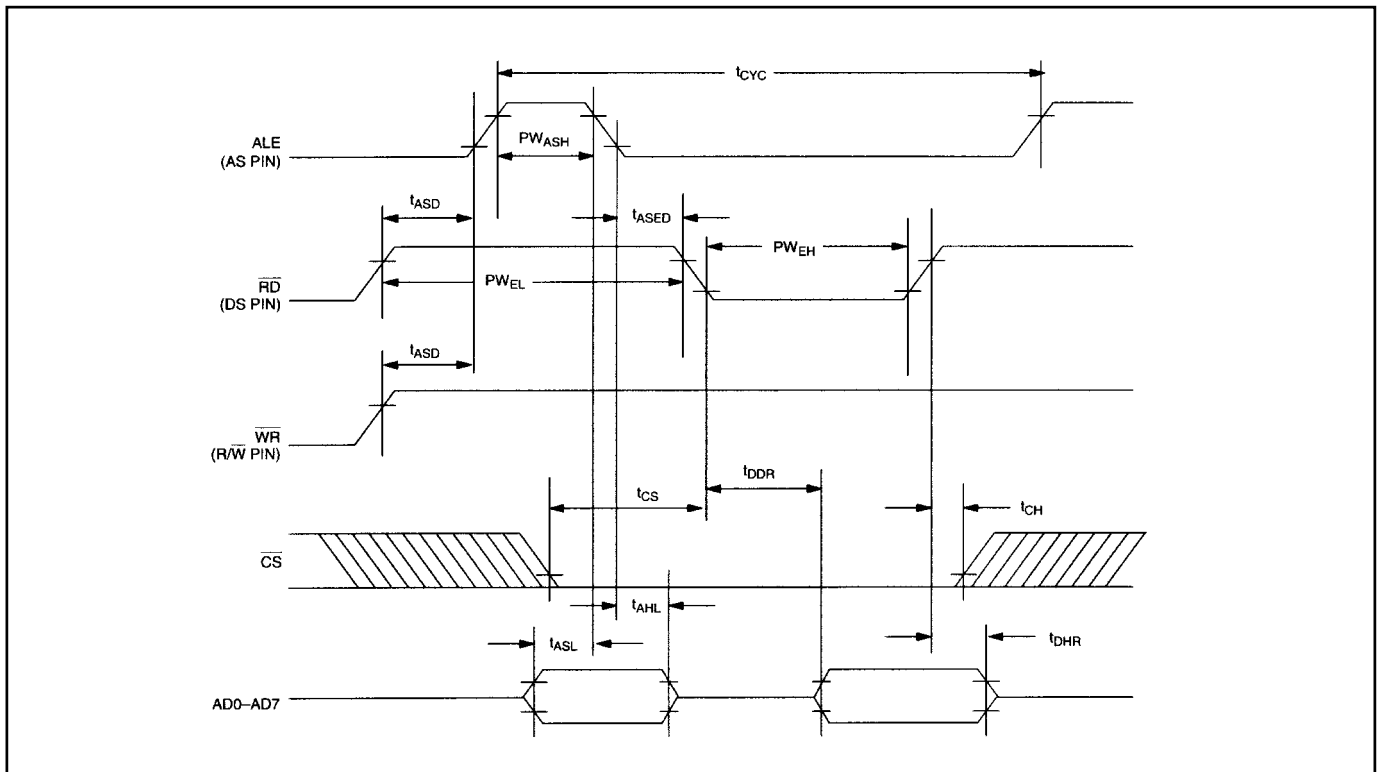 tCYC
ALE
(AS PIN)
PWASH
tASD
tASED
PWEH
RD
(DS PIN)
PWEL
tASD
WR
(R/W PIN)
tDDR
tCS
tCH
CS
tAHL
tASL
tDHR
AD0–AD7